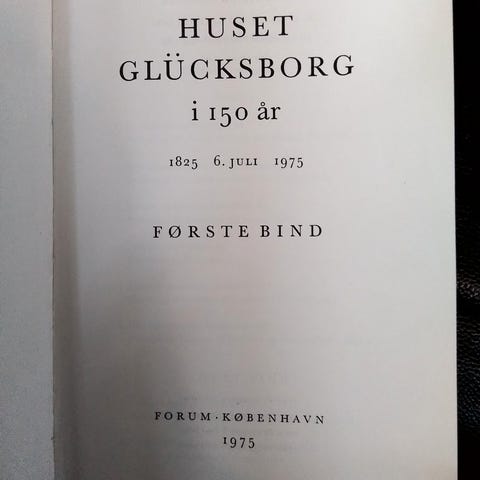 HUSET
GLÜCKSBORG
i 150 år
1825 6. JULI 1975
FØRSTE BIND
FORUM · KØBENHAVN
1975